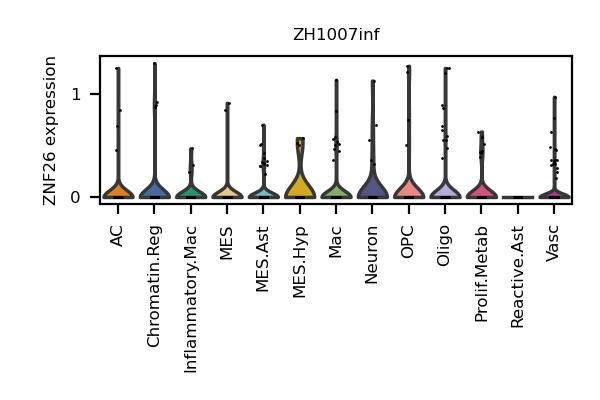 ZH1007inf
ZNF26 expression
1
0
AC
Chromatin.Reg
Inflammatory.Mac
MES
MES.Ast
MES.Hyp
Mac
Neuron
OPC
Oligo
Prolif.Metab
Reactive.Ast
Vasc